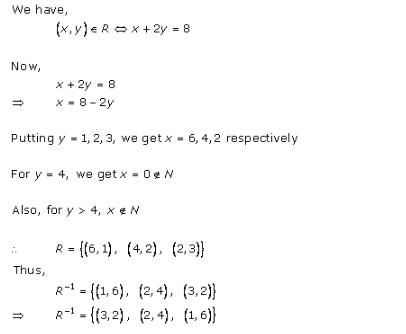 We have,
(x, y) ∈ R ⇔ x + 2y = 8
Now,
x + 2y = 8
⇒ x = 8 – 2y
Putting y = 1, 2, 3, we get x = 6, 4, 2 respectively
For y = 4, we get x = 0 ∉ N
Also, for y > 4, x ∉ N
∴ R = {(6, 1), (4, 2), (2, 3)}
Thus,
R⁻¹ = {(1, 6), (2, 4), (3, 2)}
⇒ R⁻¹ = {(3, 2), (2, 4), (1, 6)}